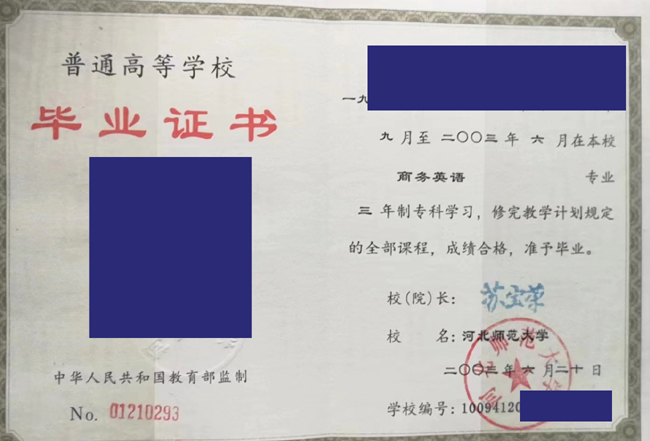 普通高等学校
毕业证书
中华人民共和国教育部监制
No. 01210293
一九
九 月至 二〇〇三 年 六 月在本校
商务英语 专业
三 年制专科学习，修完教学计划规定
的全部课程，成绩合格，准予毕业。
校(院)长： 苏宝荣
校 名：河北师范大学
二〇〇三年 六 月二十日
学校编号：10094120